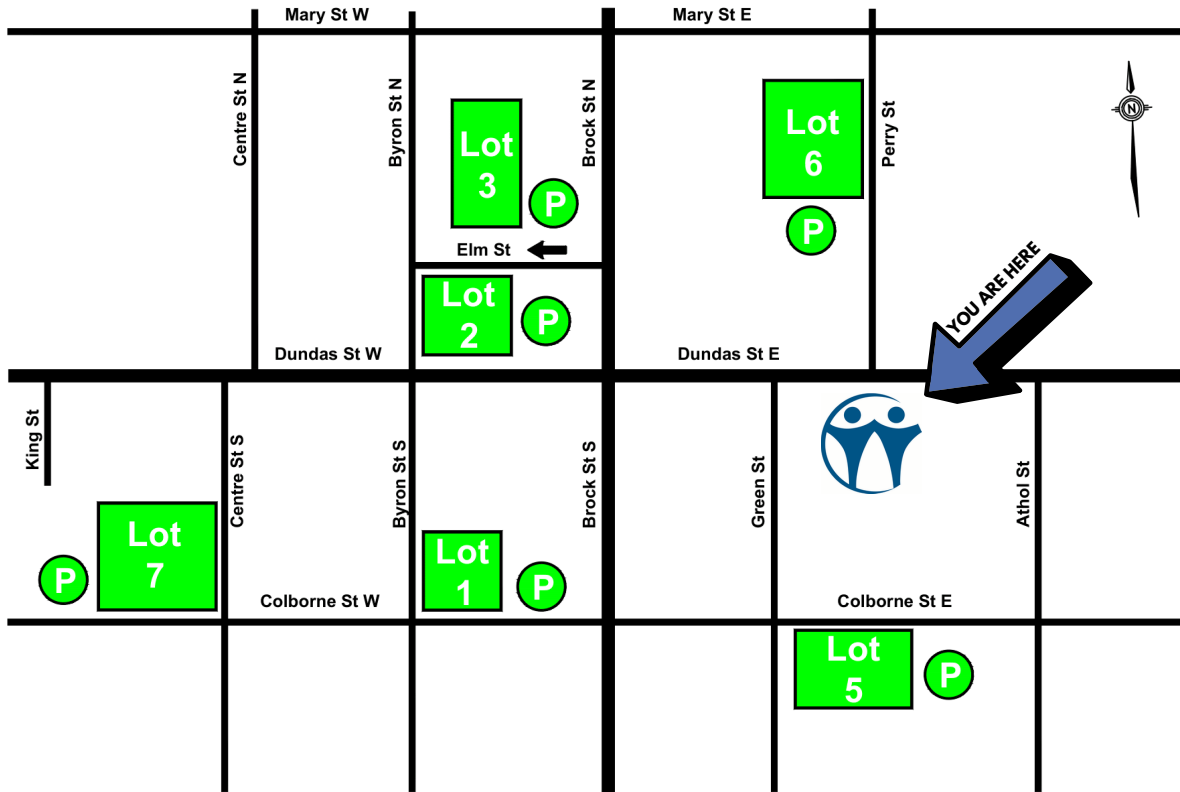 Mary St W
Mary St E
Centre St N
Byron St N
Brock St N
Perry St
Lot
3
P
Lot
6
P
N
Elm St
YOU ARE HERE
Lot
2
P
Dundas St W
Dundas St E
King St
Centre St S
Byron St S
Brock St S
Green St
Athol St
Lot
7
P
Lot
1
P
Colborne St W
Colborne St E
Lot
5
P